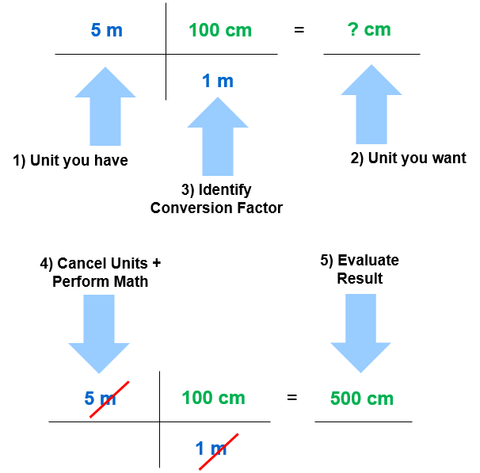 5 m 100 cm = ? cm
1 m
1) Unit you have
2) Unit you want
3) Identify
Conversion Factor
4) Cancel Units +
Perform Math
5) Evaluate
Result
5 m 100 cm = 500 cm
1 m